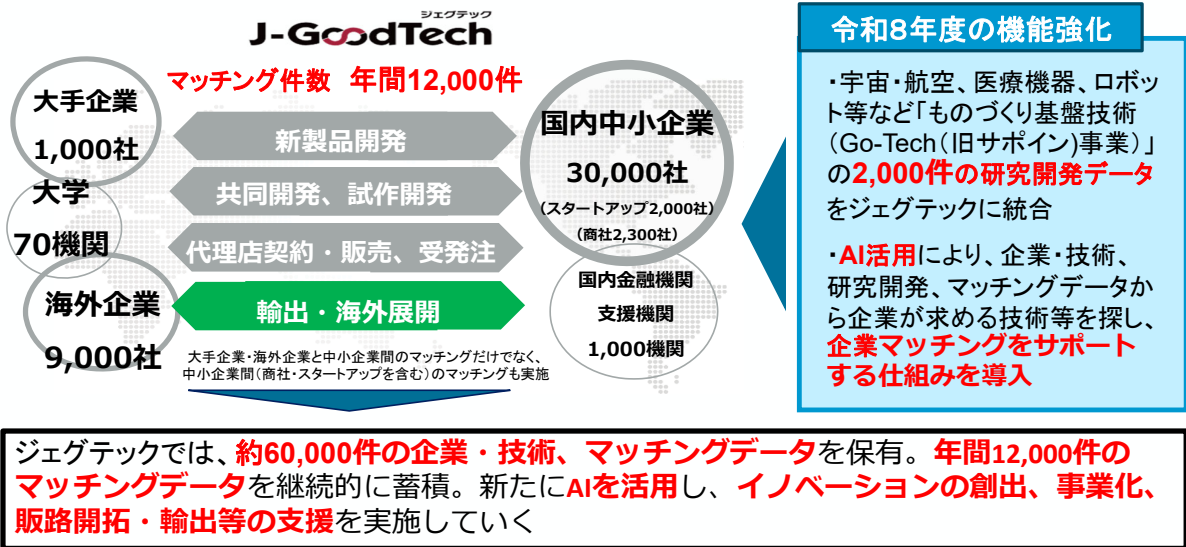 ジェグテック
J-GoodTech
マッチング件数 年間12,000件
大手企業
1,000社
大学
70機関
海外企業
9,000社
新製品開発
共同開発、試作開発
代理店契約・販売、受発注
輸出・海外展開
国内中小企業
30,000社
(スタートアップ2,000社)
(商社2,300社)
国内金融機関
支援機関
1,000機関
大手企業・海外企業と中小企業間のマッチングだけでなく、
中小企業間(商社・スタートアップを含む)のマッチングも実施
令和8年度の機能強化
・宇宙・航空、医療機器、ロボッ
ト等など「ものづくり基盤技術
(Go-Tech(旧サポイン)事業)」
の2,000件の研究開発データ
をジェグテックに統合
・AI活用により、企業・技術、
研究開発、マッチングデータか
ら企業が求める技術等を探し、
企業マッチングをサポート
する仕組みを導入
ジェグテックでは、約60,000件の企業・技術、マッチングデータを保有。年間12,000件の
マッチングデータを継続的に蓄積。新たにAIを活用し、イノベーションの創出、事業化、
販路開拓・輸出等の支援を実施していく